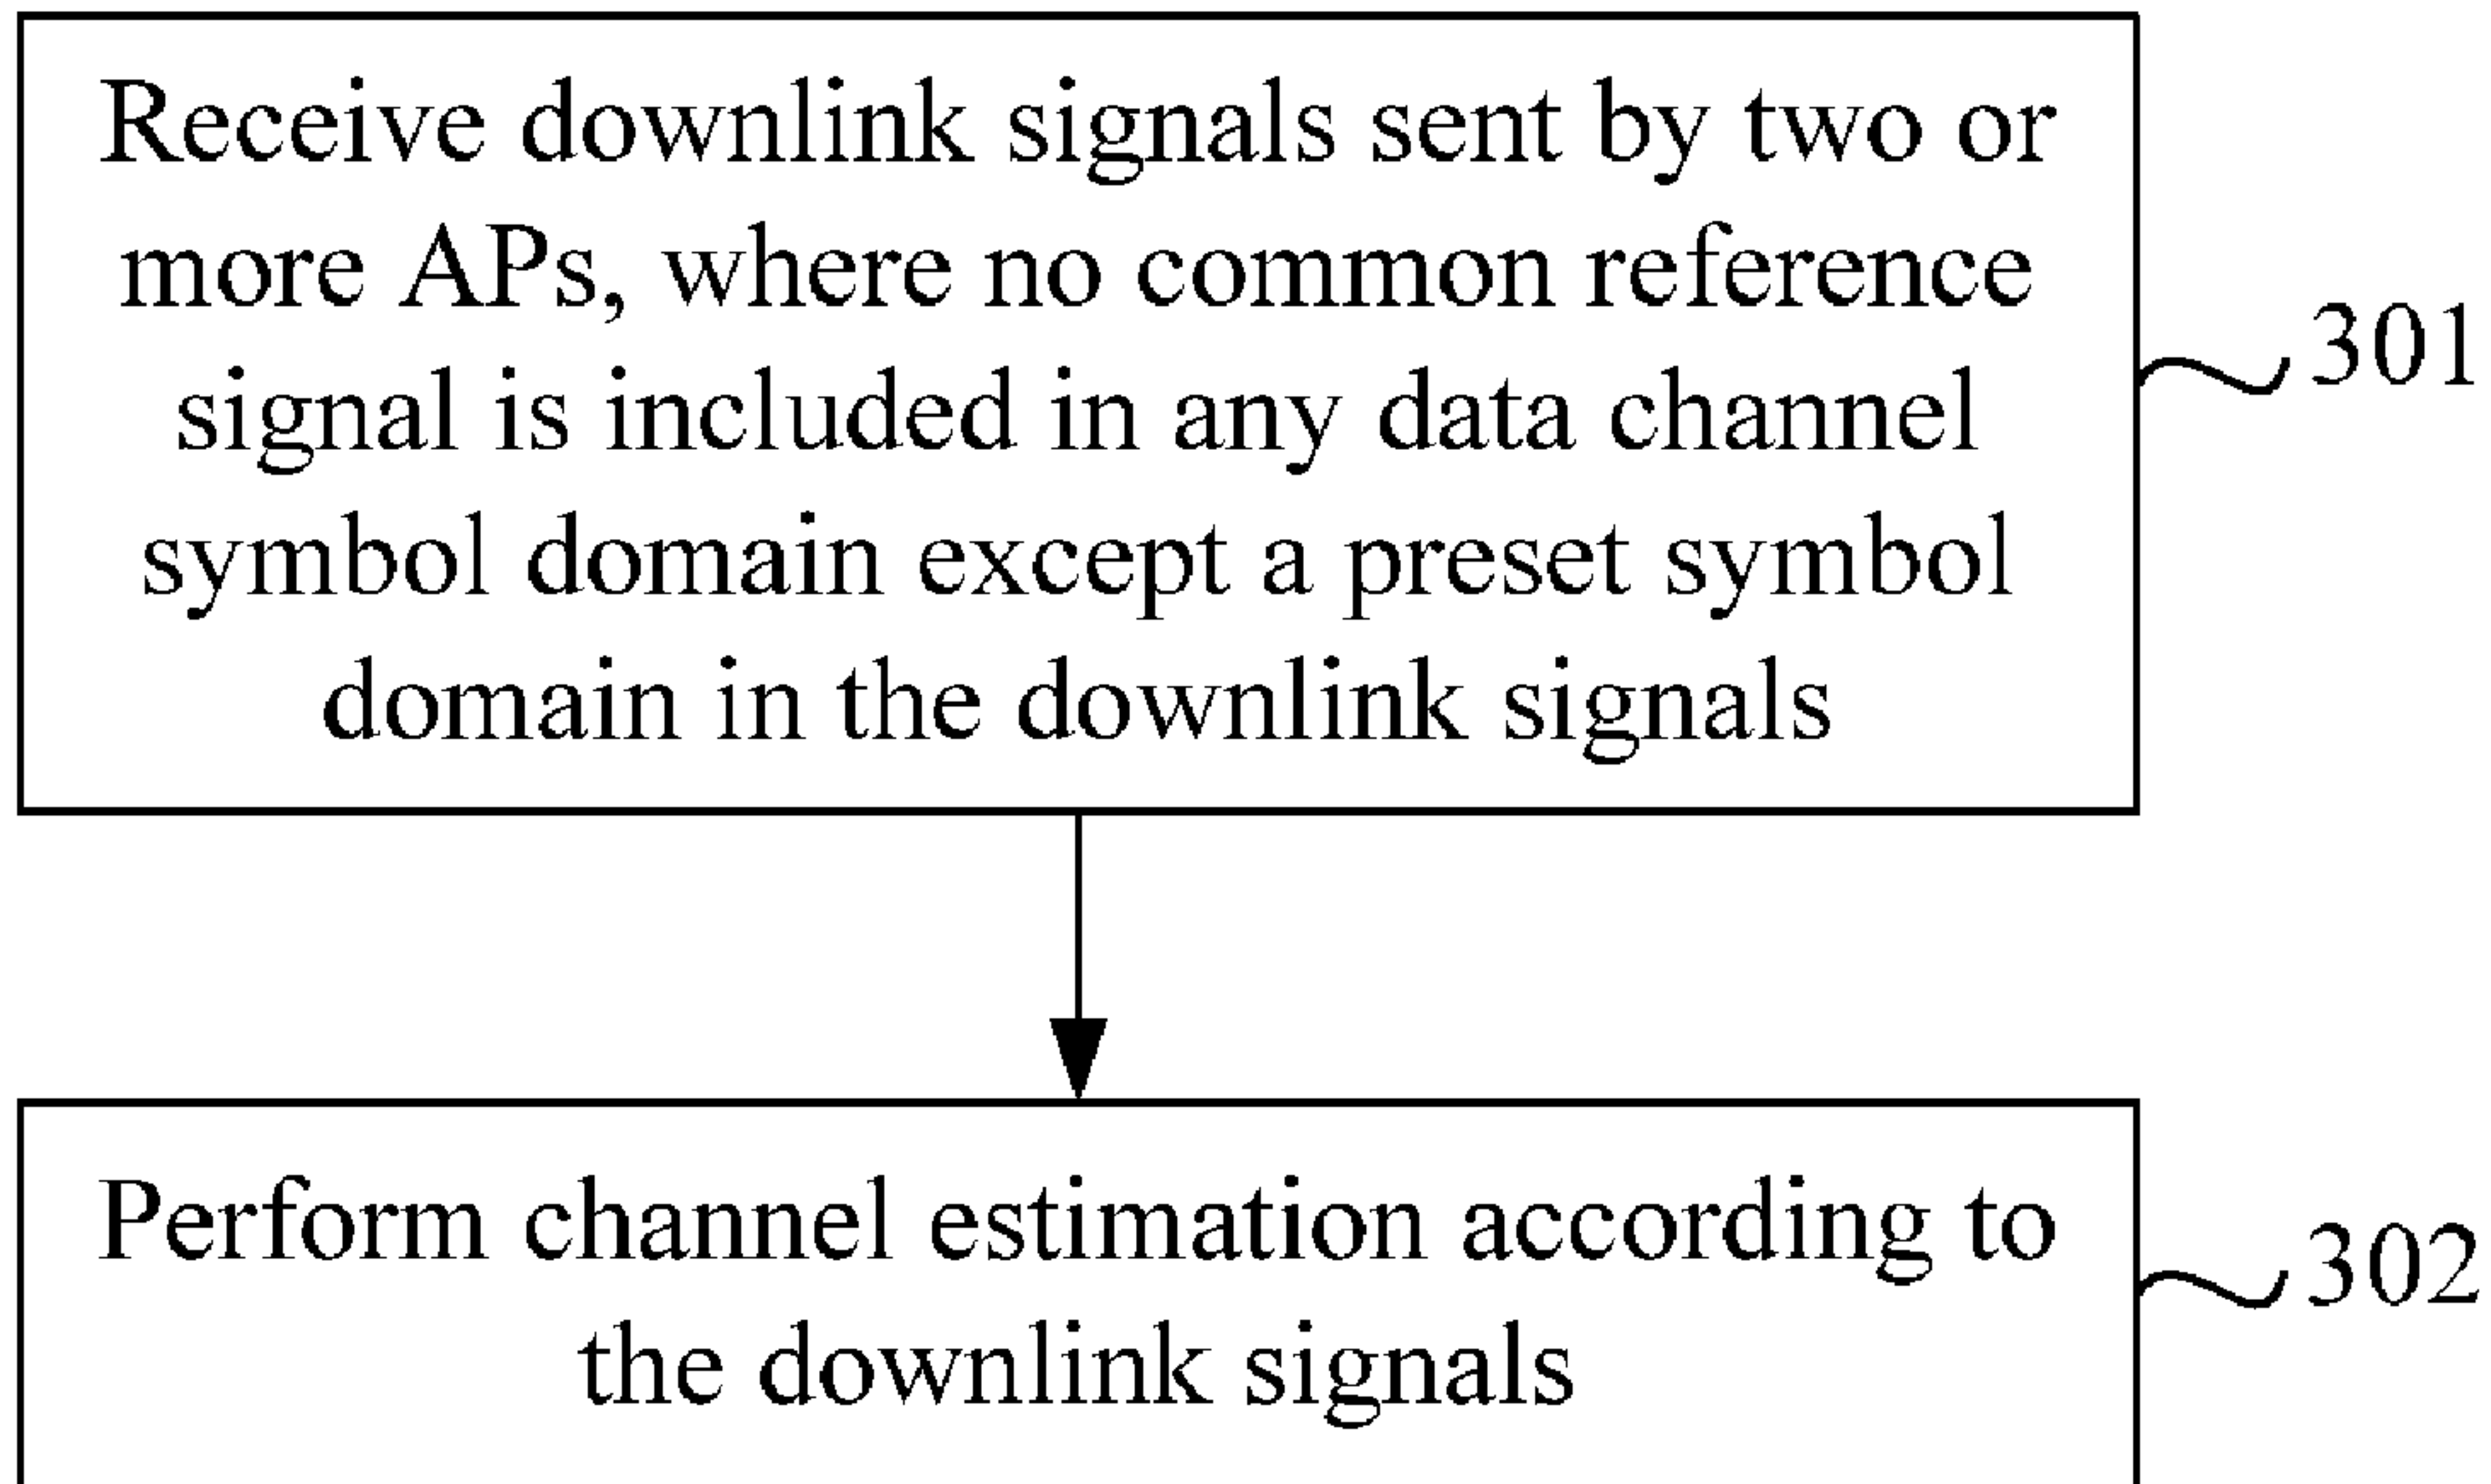 Receive downlink signals sent by two or
more APs, where no common reference
signal is included in any data channel
symbol domain except a preset symbol
domain in the downlink signals
301
Perform channel estimation according to
the downlink signals
302